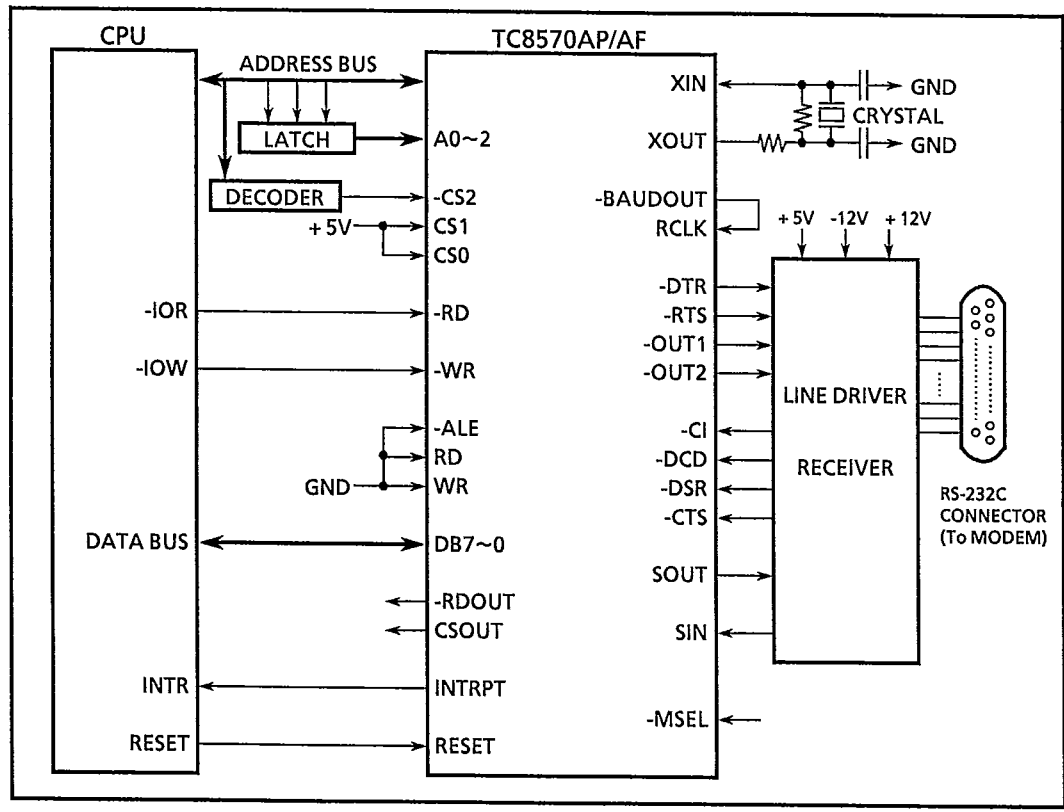 CPU
TC8570AP/AF
ADDRESS BUS
LATCH
DECODER
+5V
-IOR
-IOW
GND
DATA BUS
INTR
RESET
A0~2
-CS2
CS1
CS0
-RD
-WR
-ALE
RD
WR
DB7~0
-RDOUT
CSOUT
INTRPT
RESET
XIN
XOUT
-BAUDOUT
RCLK
-DTR
-RTS
-OUT1
-OUT2
-CI
-DCD
-DSR
-CTS
SOUT
SIN
-MSEL
GND
CRYSTAL
GND
+5V -12V +12V
LINE DRIVER
RECEIVER
RS-232C
CONNECTOR
(To MODEM)